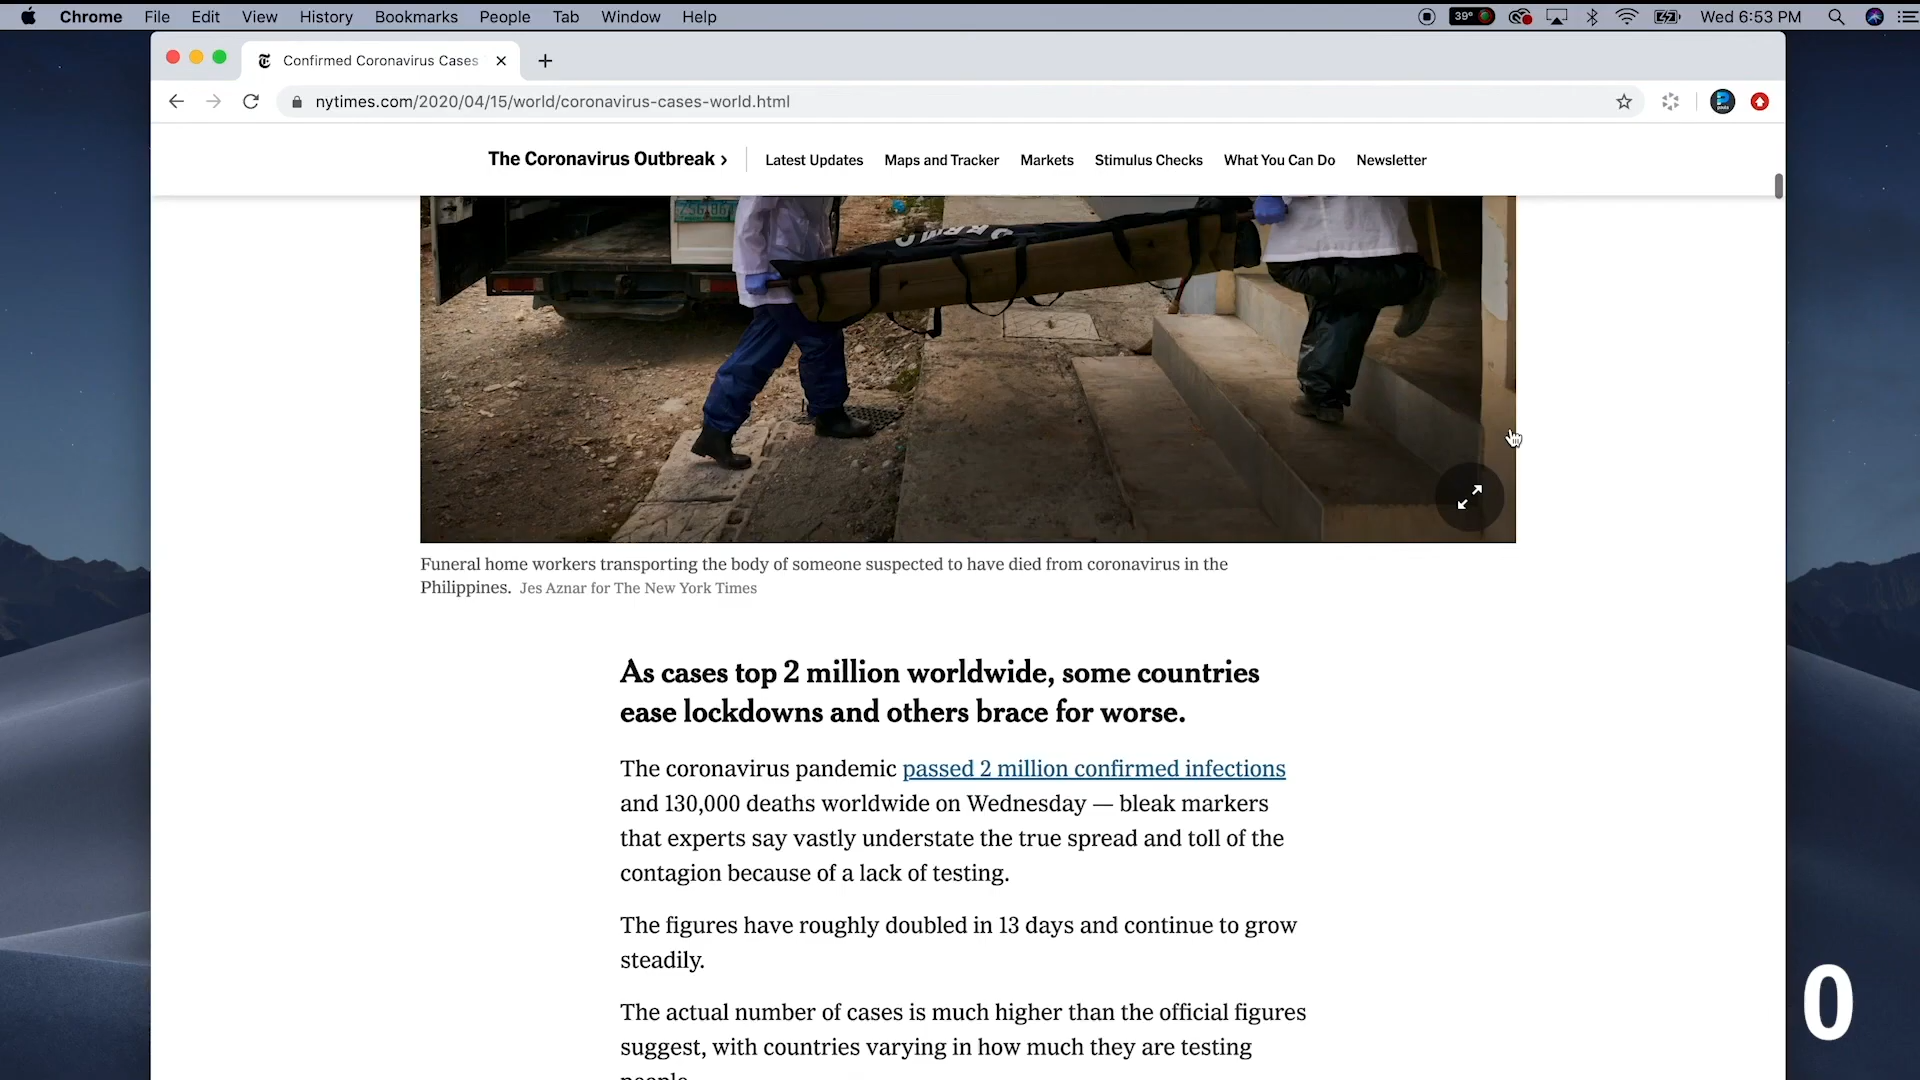 Chrome File Edit View History Bookmarks People Tab Window Help
39° Wed 6:53 PM
Confirmed Coronavirus Cases
nytimes.com/2020/04/15/world/coronavirus-cases-world.html
The Coronavirus Outbreak › Latest Updates Maps and Tracker Markets Stimulus Checks What You Can Do Newsletter
Funeral home workers transporting the body of someone suspected to have died from coronavirus in the
Philippines. Jes Aznar for The New York Times
As cases top 2 million worldwide, some countries
ease lockdowns and others brace for worse.
The coronavirus pandemic passed 2 million confirmed infections
and 130,000 deaths worldwide on Wednesday — bleak markers
that experts say vastly understate the true spread and toll of the
contagion because of a lack of testing.
The figures have roughly doubled in 13 days and continue to grow
steadily.
The actual number of cases is much higher than the official figures
suggest, with countries varying in how much they are testing
people.
0